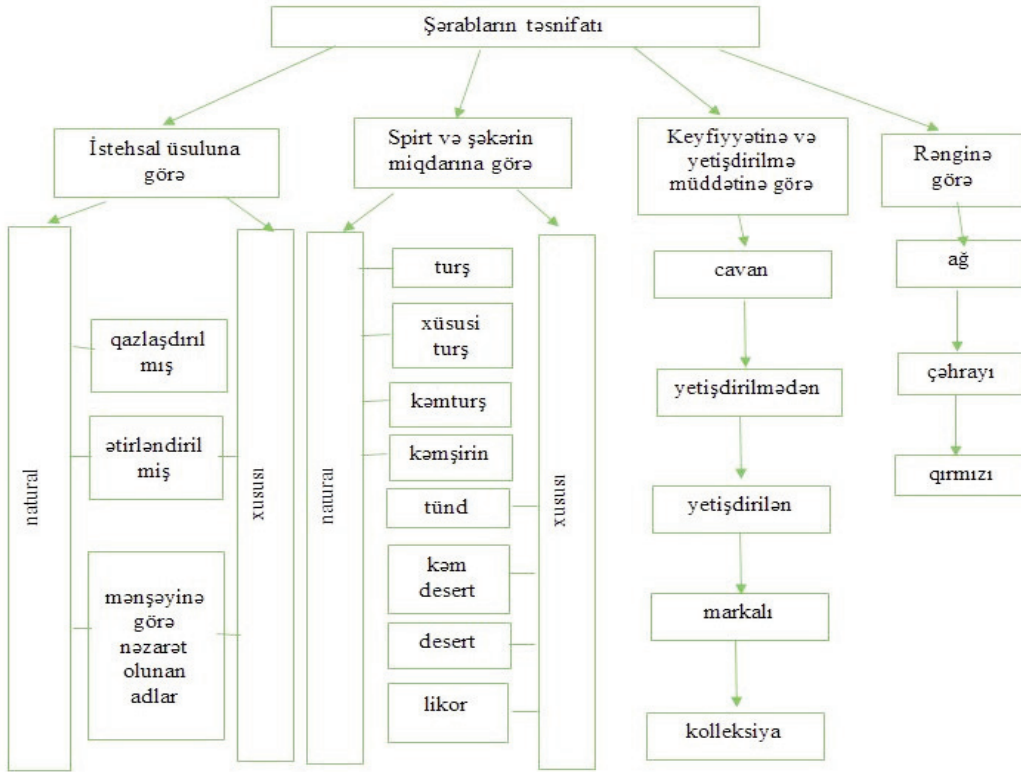 Şərabların təsnifatı
İstehsal üsuluna
görə
Spirt və şəkərin
miqdarına görə
Keyfiyyətinə və
yetişdirilmə
müddətinə görə
Rənginə
görə
natural
qazlaşdırıl
mış
ətirləndiril
miş
mənşəyinə
görə
nəzarət
olunan
adlar
xususı
natural
turş
xüsusi
turş
kəmturş
kəmşirin
tünd
kəm
desert
desert
likor
xususı
cavan
yetişdirilmədən
yetişdirilən
markalı
kolleksiya
ağ
çəhrayı
qırmızı